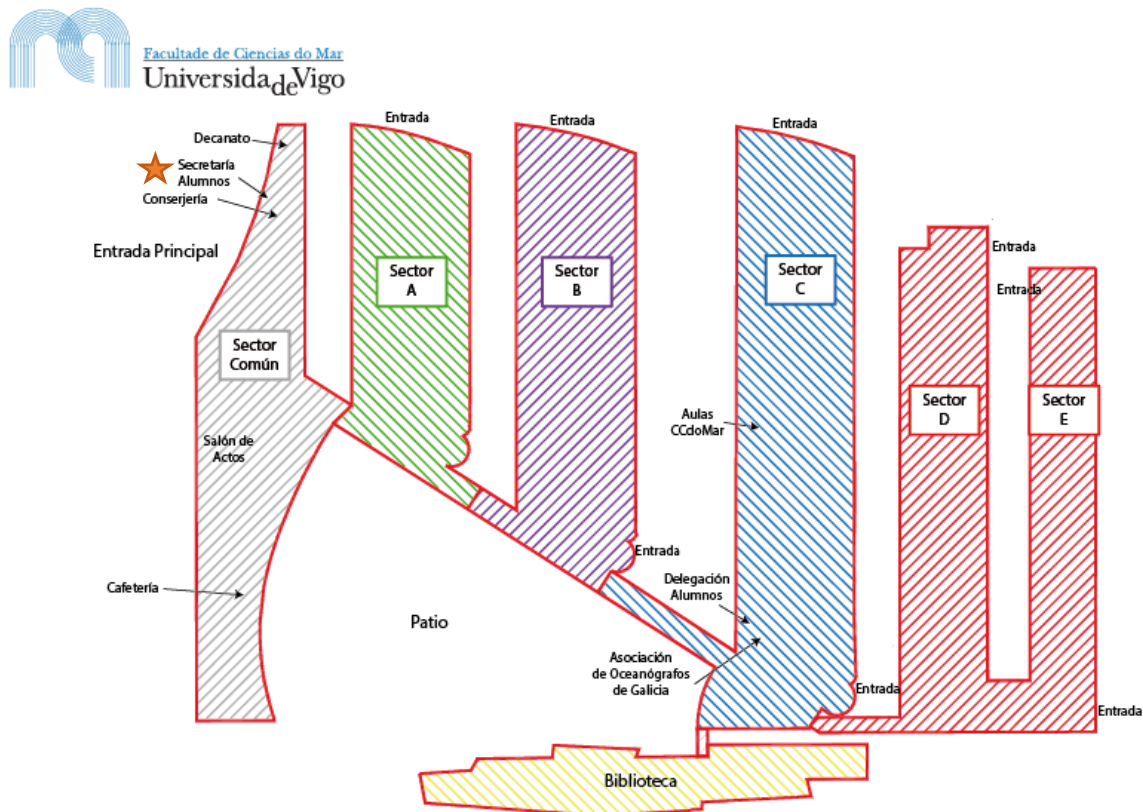 Facultade de Ciencias do Mar
Universidade Vigo
Entrada
Entrada
Entrada
Decanato
Secretaría
Alumnos
Conserjería
Entrada Principal
Entrada
Entrada
Sector
A
Sector
B
Sector
C
Sector
Común
Sector
D
Sector
E
Aulas
CCdoMar
Salón de
Actos
Entrada
Cafetería
Delegación
Alumnos
Patio
Asociación
de Oceanógrafos
de Galicia
Entrada
Entrada
Biblioteca